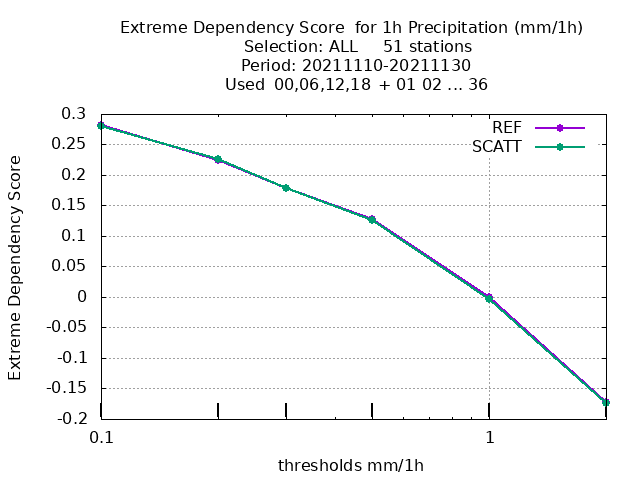 Extreme Dependency Score  for 1h Precipitation (mm/1h)
Selection: ALL     51 stations
Period: 20211110-20211130
Used  00,06,12,18  + 01 02 ... 36
REF
SCATT
Extreme Dependency Score
0.3
0.25
0.2
0.15
0.1
0.05
0
-0.05
-0.1
-0.15
-0.2
0.1
1
thresholds mm/1h